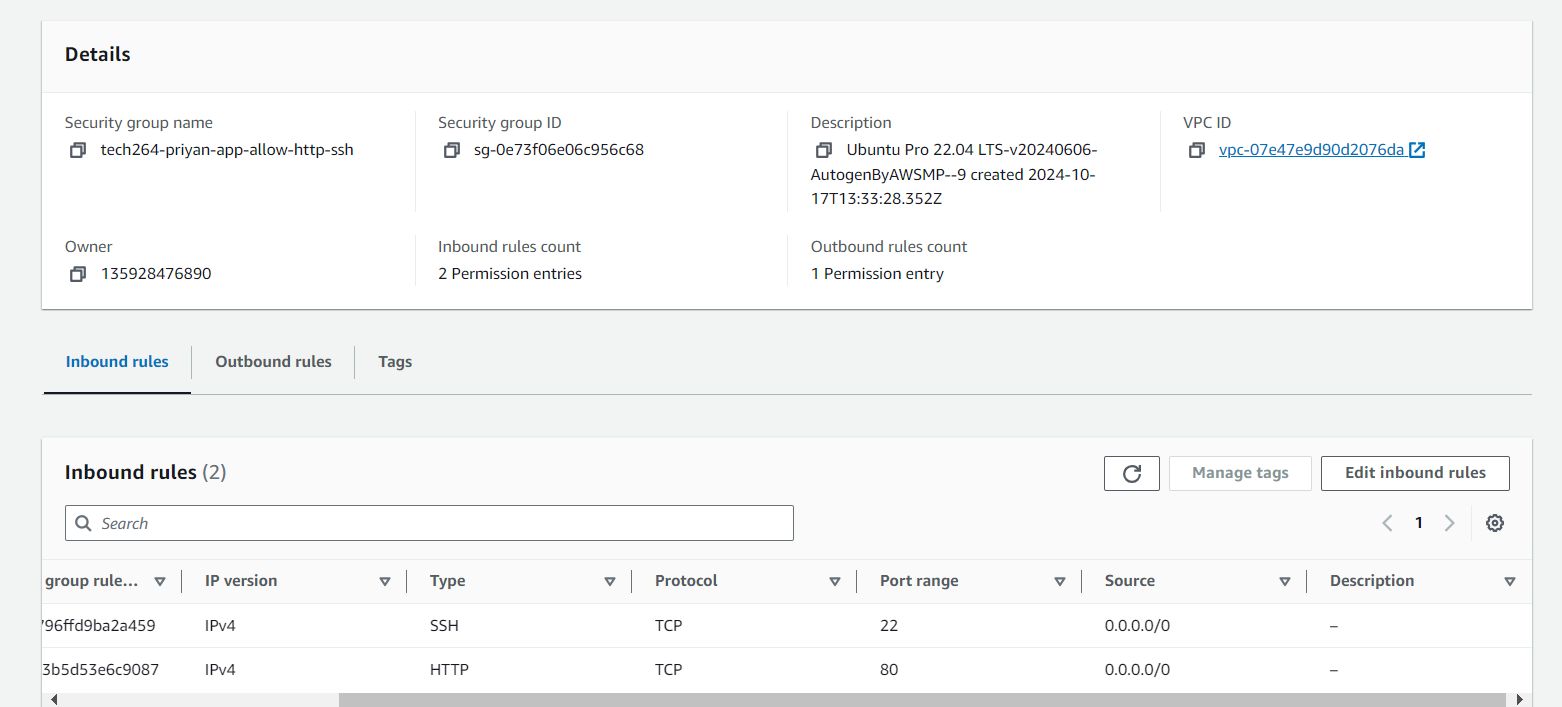 Details
Security group name
tech264-priyan-app-allow-http-ssh
Security group ID
sg-0e73f06e06c956c68
Description
Ubuntu Pro 22.04 LTS-v20240606-
AutogenByAWSMP--9 created 2024-10-
17T13:33:28.352Z
VPC ID
vpc-07e47e9d90d2076da
Owner
135928476890
Inbound rules count
2 Permission entries
Outbound rules count
1 Permission entry
Inbound rules Outbound rules Tags
Inbound rules (2)
Manage tags Edit inbound rules
Search
1
group rule... IP version Type Protocol Port range Source Description
796ffd9ba2a459 IPv4 SSH TCP 22 0.0.0.0/0 –
3b5d53e6c9087 IPv4 HTTP TCP 80 0.0.0.0/0 –